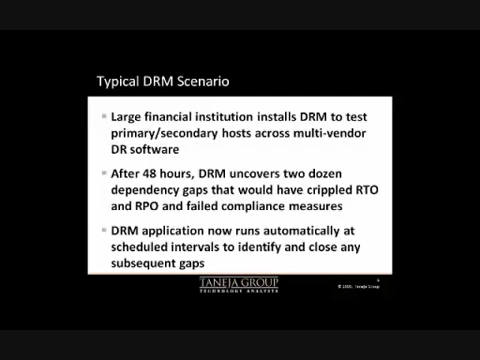 Typical DRM Scenario
Large financial institution installs DRM to test
primary/secondary hosts across multi-vendor
DR software
After 48 hours, DRM uncovers two dozen
dependency gaps that would have crippled RTO
and RPO and failed compliance measures
DRM application now runs automatically at
scheduled intervals to identify and close any
subsequent gaps
TANEJA GROUP
TECHNOLOGY ANALYSTS
Taneja Group